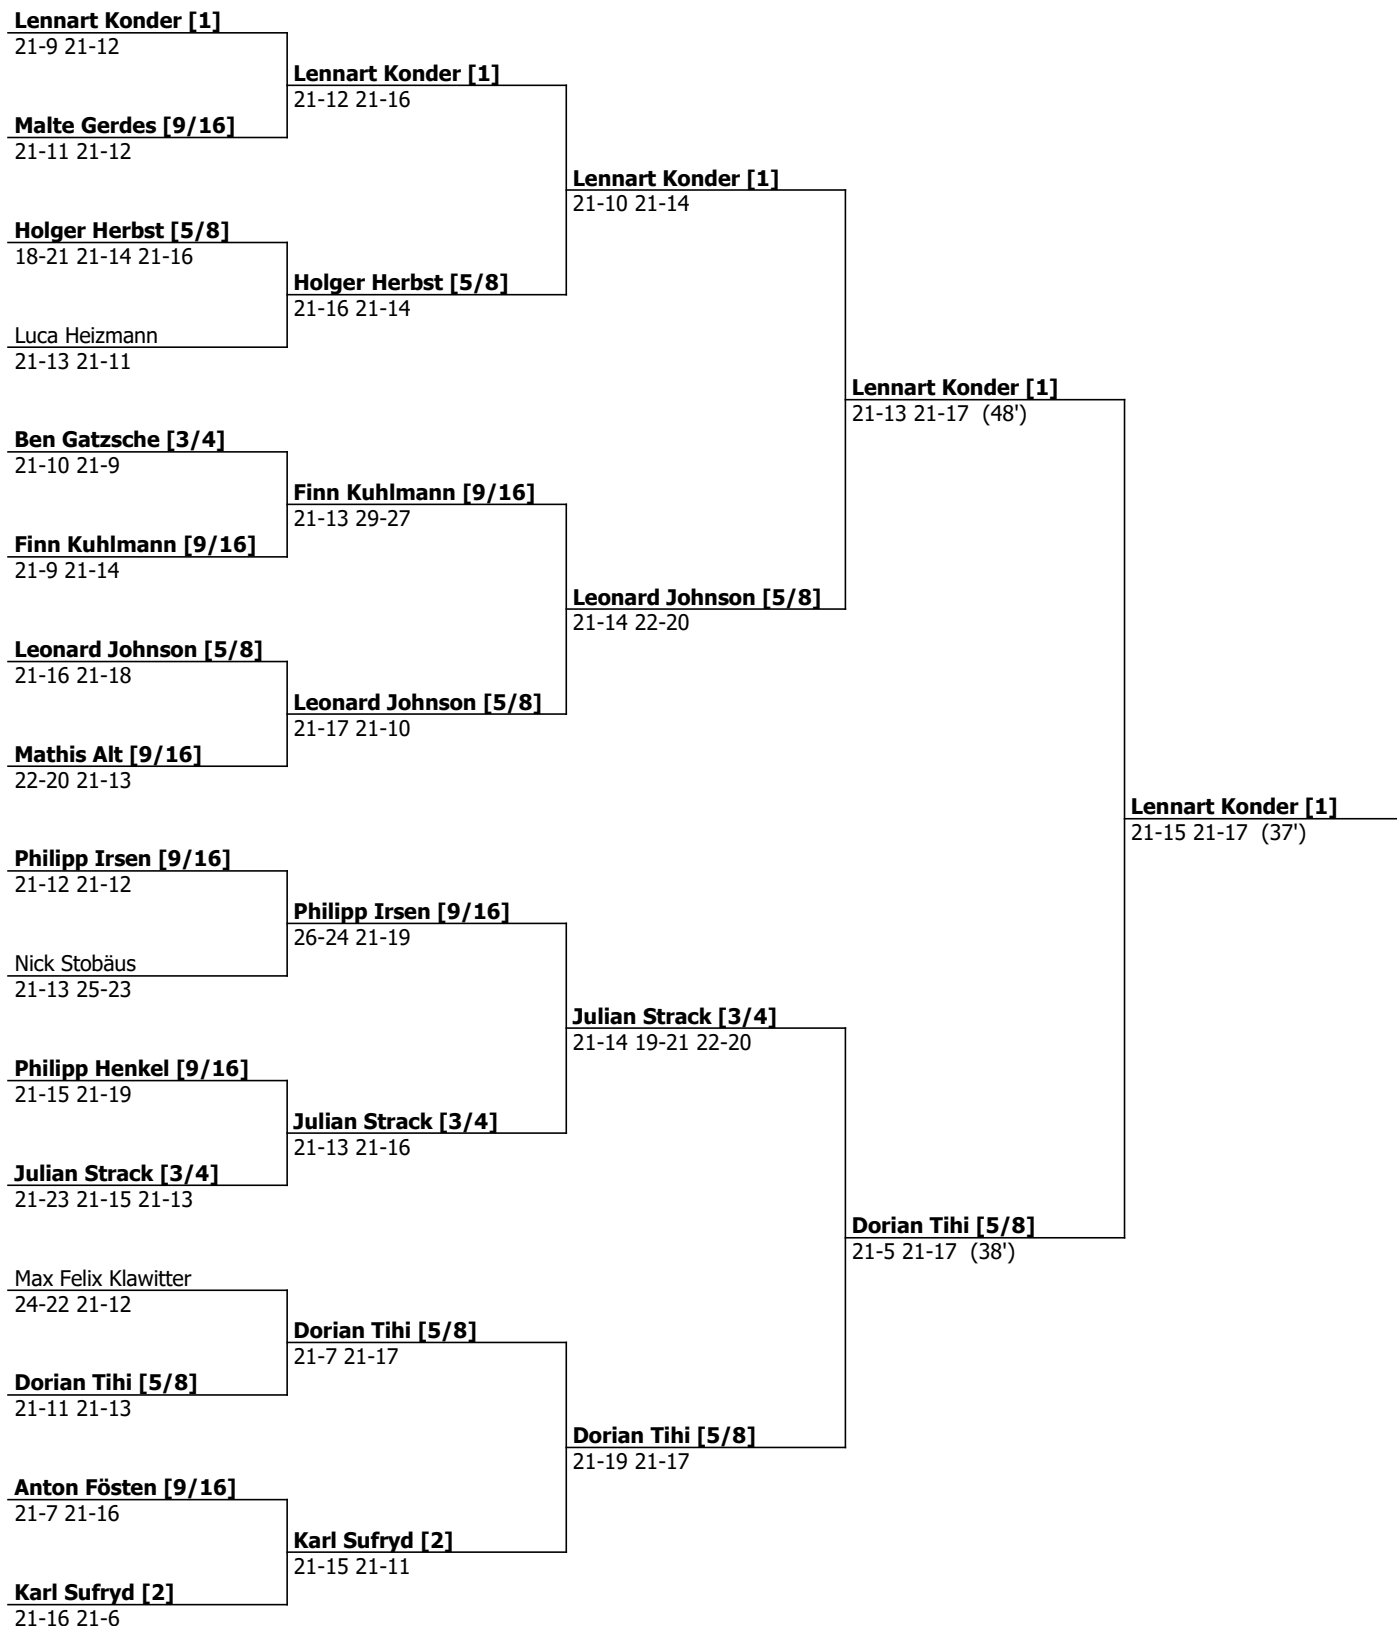 Lennart Konder [1]
21-9 21-12
Lennart Konder [1]
21-12 21-16
Malte Gerdes [9/16]
21-11 21-12
Lennart Konder [1]
21-10 21-14
Holger Herbst [5/8]
18-21 21-14 21-16
Holger Herbst [5/8]
21-16 21-14
Luca Heizmann
21-13 21-11
Lennart Konder [1]
21-13 21-17 (48')
Ben Gatzsche [3/4]
21-10 21-9
Finn Kuhlmann [9/16]
21-13 29-27
Finn Kuhlmann [9/16]
21-9 21-14
Leonard Johnson [5/8]
21-14 22-20
Leonard Johnson [5/8]
21-16 21-18
Leonard Johnson [5/8]
21-17 21-10
Mathis Alt [9/16]
22-20 21-13
Lennart Konder [1]
21-15 21-17 (37')
Philipp Irsen [9/16]
21-12 21-12
Philipp Irsen [9/16]
26-24 21-19
Nick Stobäus
21-13 25-23
Julian Strack [3/4]
21-14 19-21 22-20
Philipp Henkel [9/16]
21-15 21-19
Julian Strack [3/4]
21-13 21-16
Julian Strack [3/4]
21-23 21-15 21-13
Dorian Tihi [5/8]
21-5 21-17 (38')
Max Felix Klawitter
24-22 21-12
Dorian Tihi [5/8]
21-7 21-17
Dorian Tihi [5/8]
21-11 21-13
Dorian Tihi [5/8]
21-19 21-17
Anton Fösten [9/16]
21-7 21-16
Karl Sufryd [2]
21-15 21-11
Karl Sufryd [2]
21-16 21-6